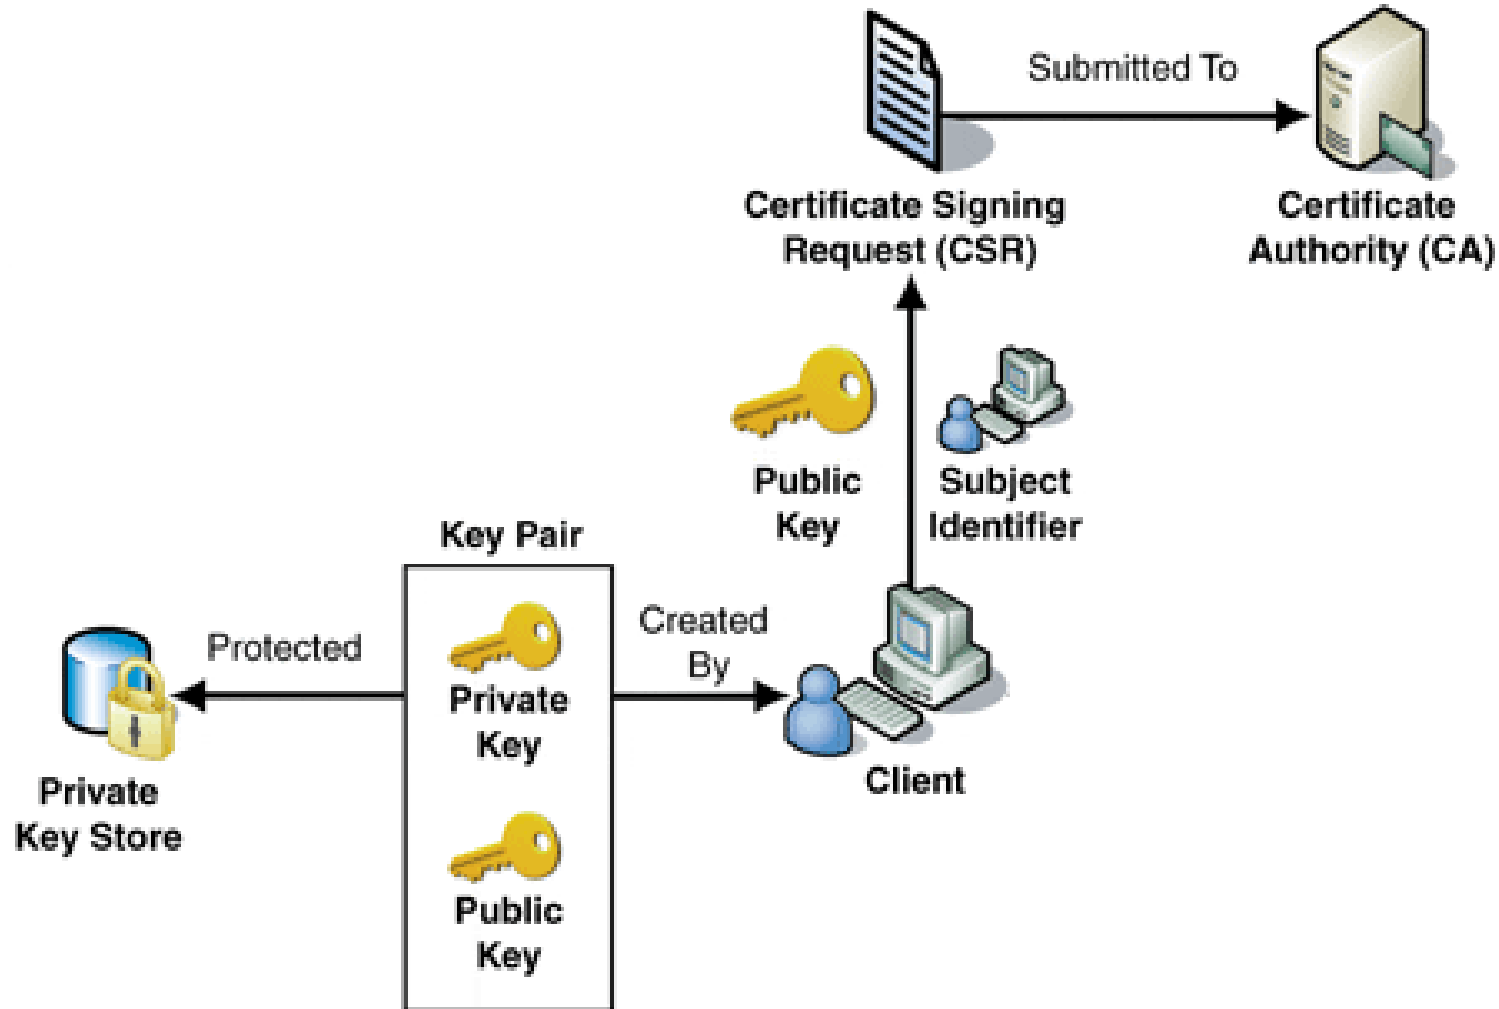 Submitted To
Certificate Signing
Request (CSR)
Certificate
Authority (CA)
Public
Key
Subject
Identifier
Key Pair
Protected
Created
By
Private
Key
Client
Private
Key Store
Public
Key